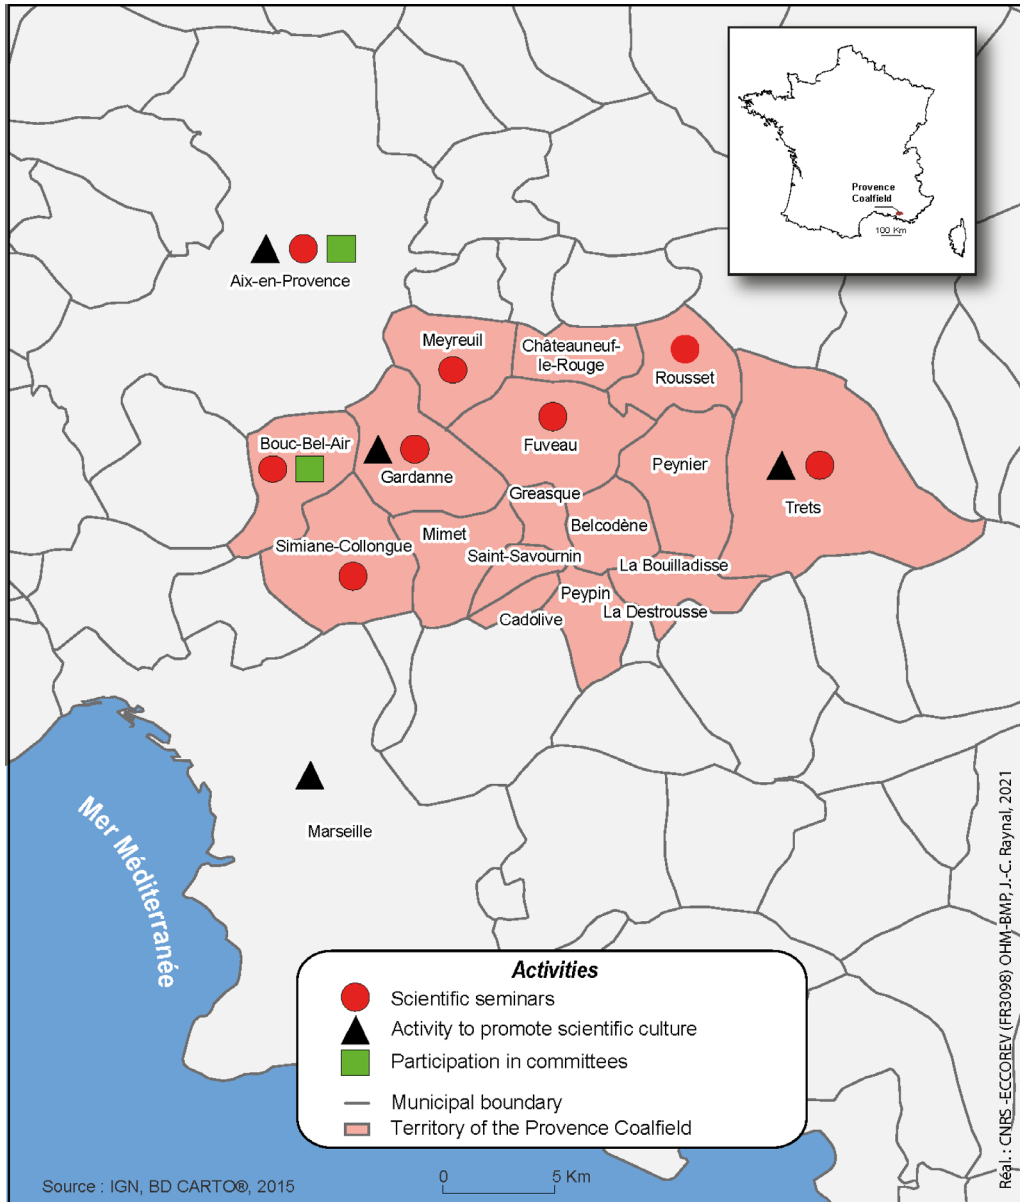 Provence
Coalfield
100 Km
Aix-en-Provence
Meyreuil
Châteauneuf-
le-Rouge
Rousset
Bouc-Bel-Air
Gardanne
Fuveau
Peynier
Trets
Greasque
Belcodène
Simiane-Collongue
Mimet
Saint-Savournin
La Bouilladisse
Peypin
La Destrousse
Cadolive
Marseille
Mer Méditerranée
Activities
Scientific seminars
Activity to promote scientific culture
Participation in committees
Municipal boundary
Territory of the Provence Coalfield
Source : IGN, BD CARTO®, 2015
0 5 Km
Réal. : CNRS -ECCOREV (FR3098) OHM-BMP, J.-C. Raynal, 2021